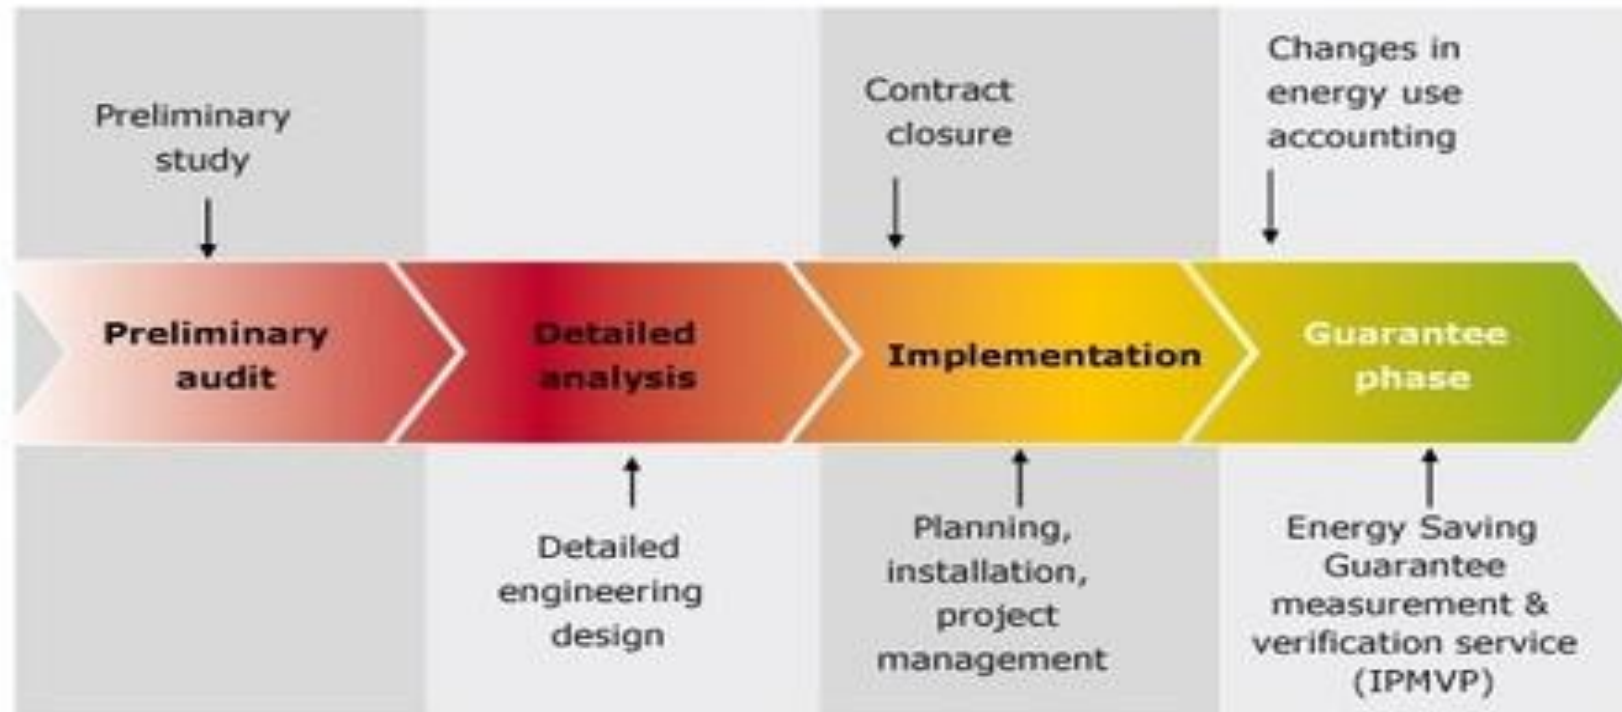 Preliminary
study
Contract
closure
Changes in
energy use
accounting
Preliminary
audit
Detailed
analysis
Implementation
Guarantee
phase
Detailed
engineering
design
Planning,
installation,
project
management
Energy Saving
Guarantee
measurement &
verification service
(IPMVP)